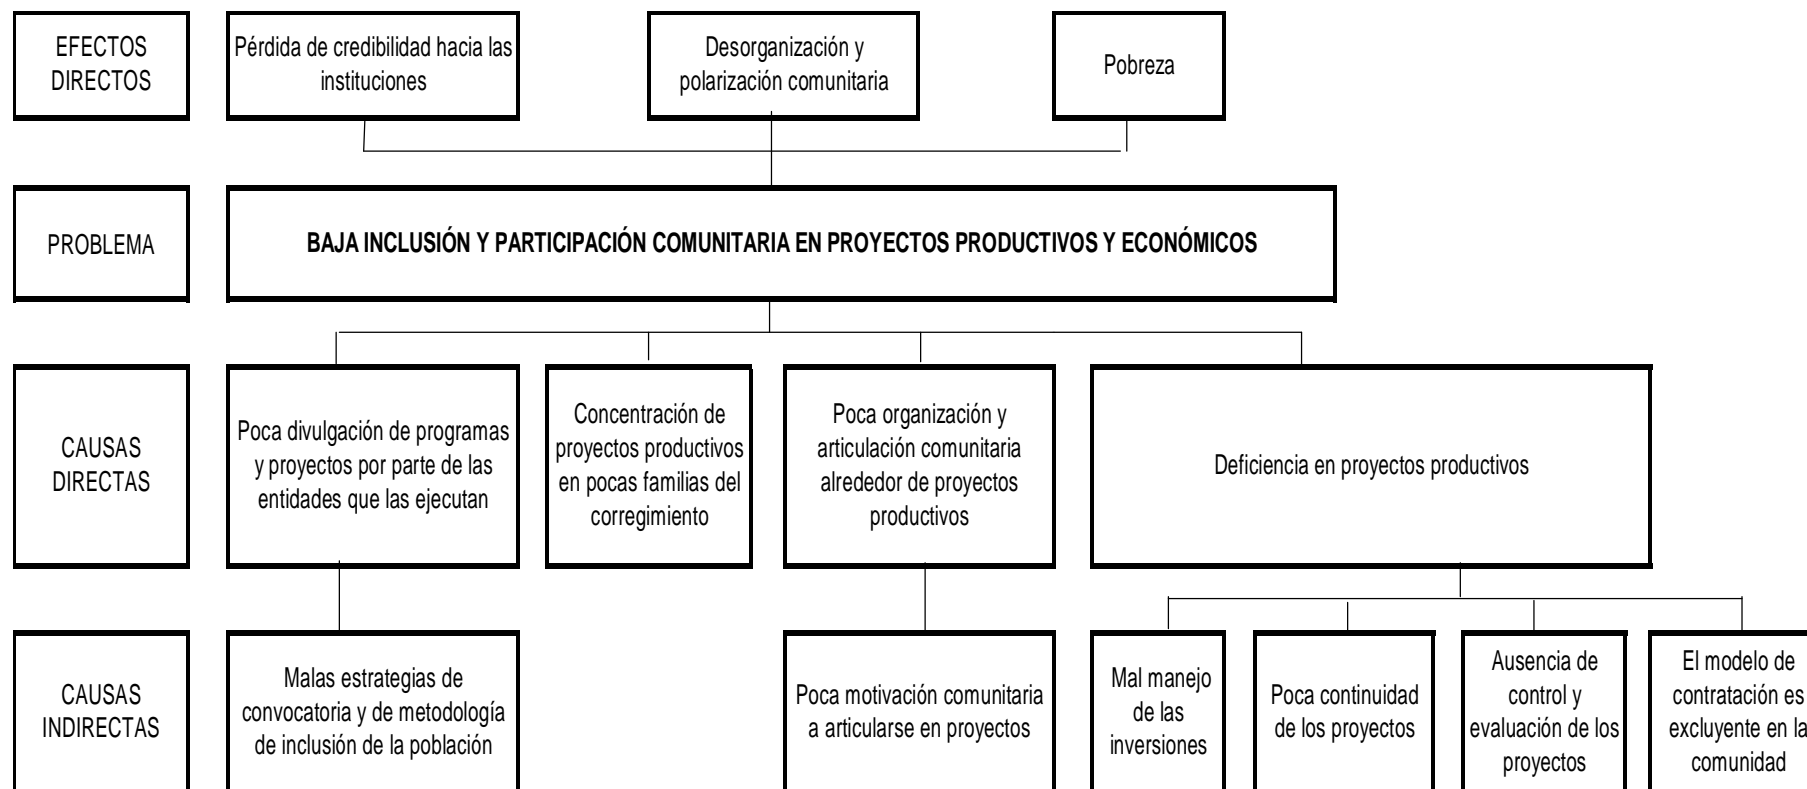 EFECTOS
DIRECTOS
Pérdida de credibilidad hacia las
instituciones
Desorganización y
polarización comunitaria
Pobreza
PROBLEMA
BAJA INCLUSIÓN Y PARTICIPACIÓN COMUNITARIA EN PROYECTOS PRODUCTIVOS Y ECONÓMICOS
CAUSAS
DIRECTAS
Poca divulgación de programas
y proyectos por parte de las
entidades que las ejecutan
Concentración de
proyectos productivos
en pocas familias del
corregimiento
Poca organización y
articulación comunitaria
alrededor de proyectos
productivos
Deficiencia en proyectos productivos
CAUSAS
INDIRECTAS
Malas estrategias de
convocatoria y de metodología
de inclusión de la población
Poca motivación comunitaria
a articularse en proyectos
Mal manejo
de las
inversiones
Poca continuidad
de los proyectos
Ausencia de
control y
evaluación de los
proyectos
El modelo de
contratación es
excluyente en la
comunidad